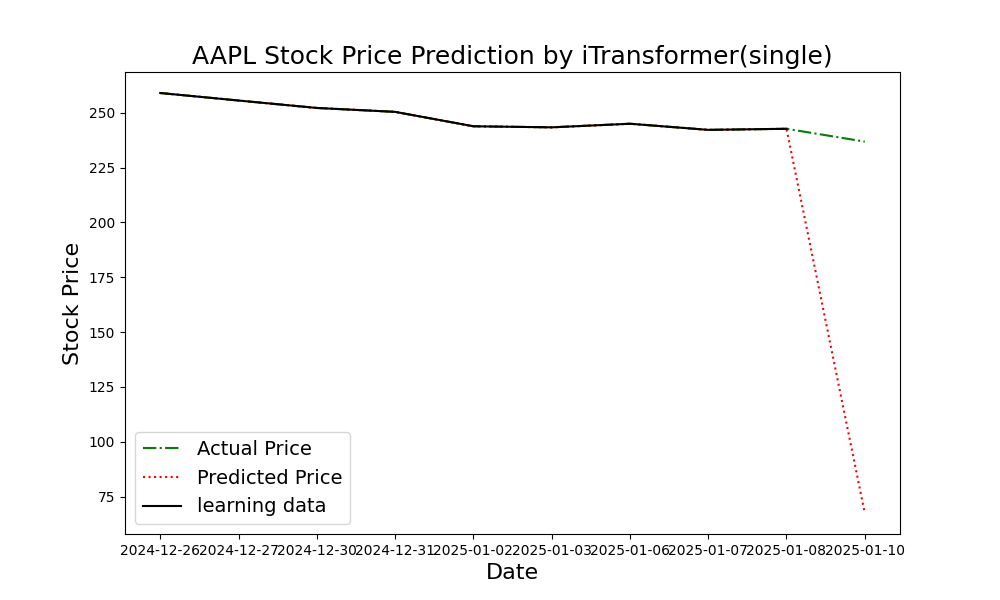 AAPL Stock Price Prediction by iTransformer(single)
Stock Price
250
225
200
175
150
125
100
75
Actual Price
Predicted Price
learning data
2024-12-26 2024-12-27 2024-12-30 2024-12-31 2025-01-02 2025-01-03 2025-01-06 2025-01-07 2025-01-08 2025-01-10
Date